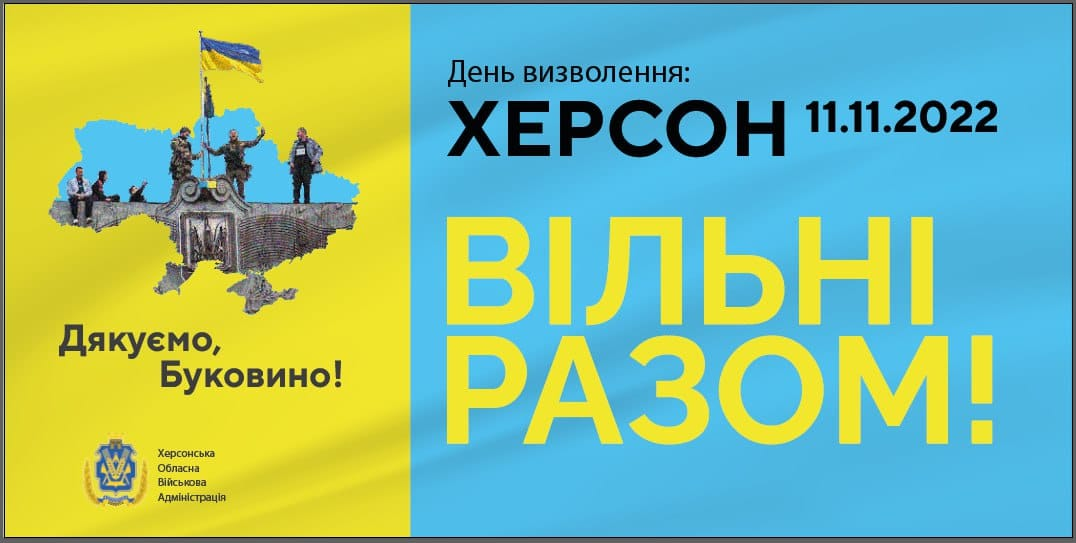 Дякуємо,
Буковино!
Херсонська
Обласна
Військова
Адміністрація
День визволення:
ХЕРСОН 11.11.2022
ВІЛЬНІ
РАЗОМ!